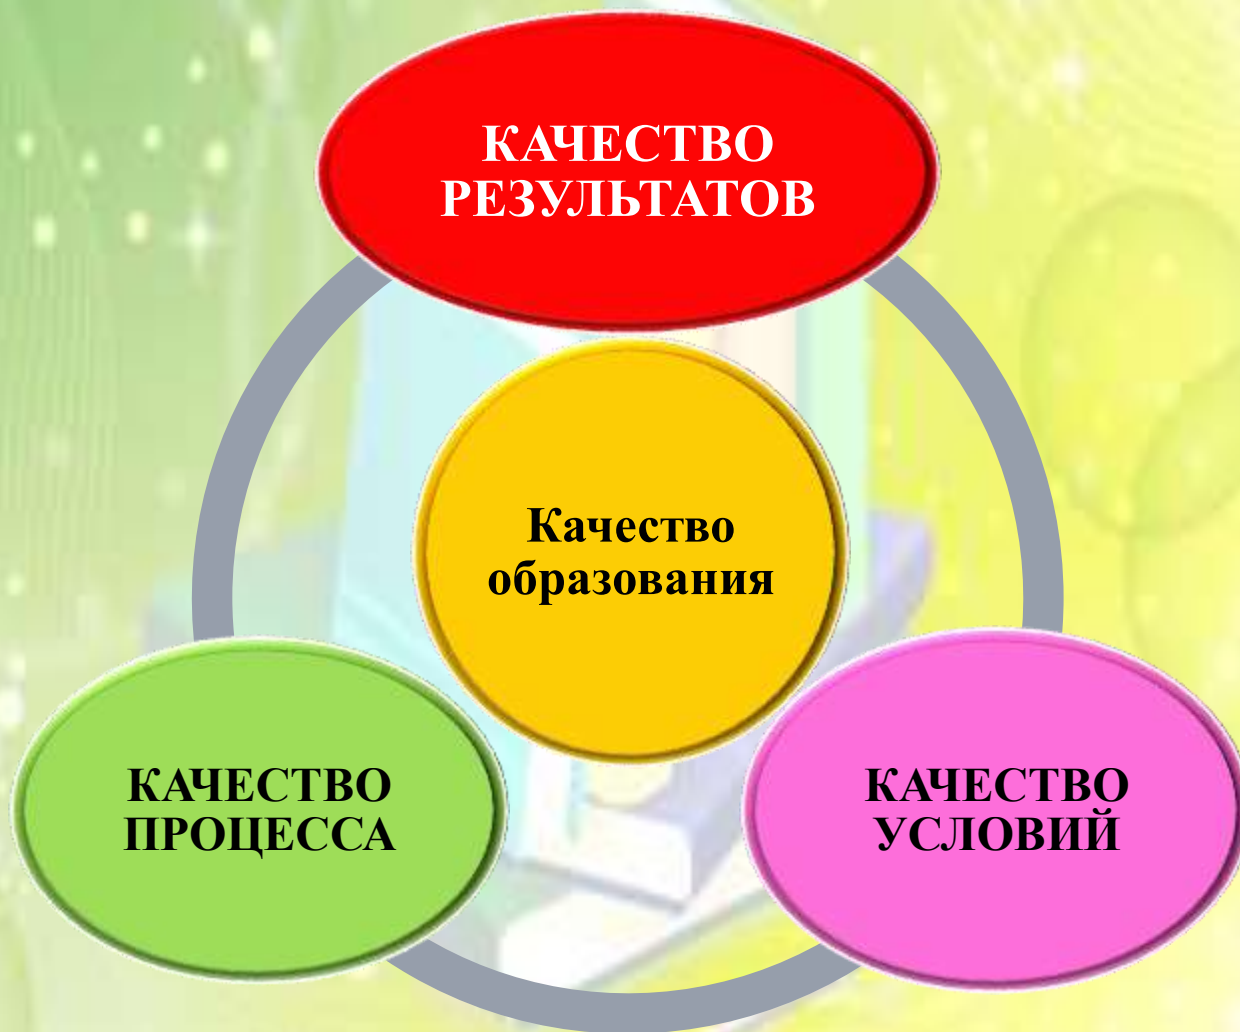 КАЧЕСТВО
РЕЗУЛЬТАТОВ
Качество
образования
КАЧЕСТВО
ПРОЦЕССА
КАЧЕСТВО
УСЛОВИЙ